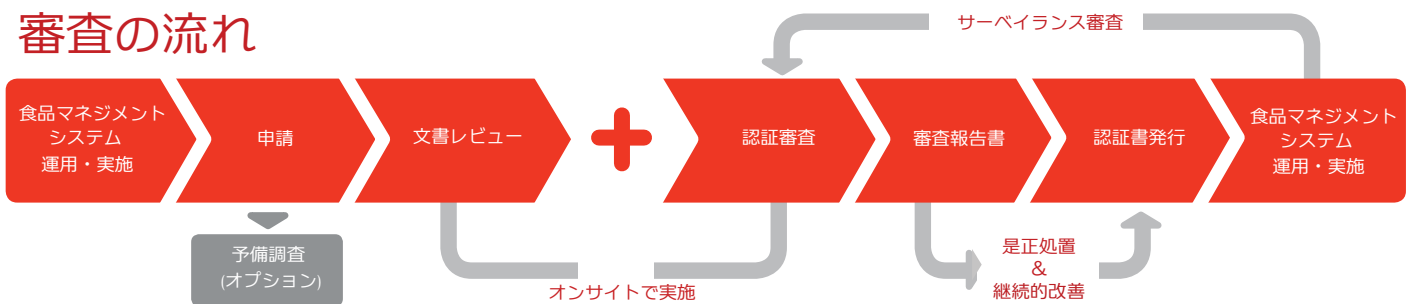 審査の流れ
サーベイランス審査
食品マネジメント
システム
運用・実施
申請
文書レビュー
認証審査
審査報告書
認証書発行
食品マネジメント
システム
運用・実施
予備調査
(オプション)
オンサイトで実施
是正処置
&
継続的改善